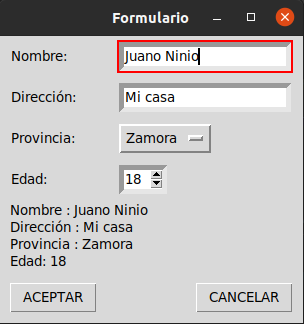 Formulario
Nombre: Juano Ninio
Dirección: Mi casa
Provincia: Zamora
Edad: 18
Nombre : Juano Ninio
Dirección : Mi casa
Provincia : Zamora
Edad: 18
ACEPTAR CANCELAR